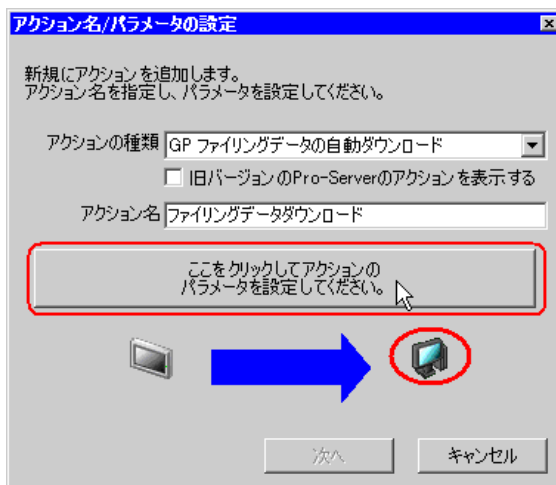 アクション名/パラメータの設定
新規にアクションを追加します。
アクション名を指定し、パラメータを設定してください。
アクションの種類 GP ファイリングデータの自動ダウンロード
旧バージョンのPro-Serverのアクションを表示する
アクション名 ファイリングデータダウンロード
ここをクリックしてアクションの
パラメータを設定してください。
次へ キャンセル